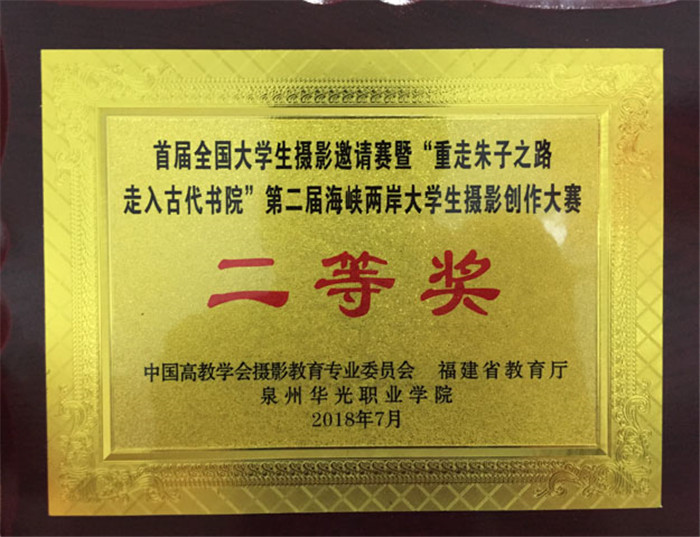 首届全国大学生摄影邀请赛暨“重走朱子之路
走入古代书院”第二届海峡两岸大学生摄影创作大赛
二等奖
中国高教学会摄影教育专业委员会 福建省教育厅
泉州华光职业学院
2018年7月